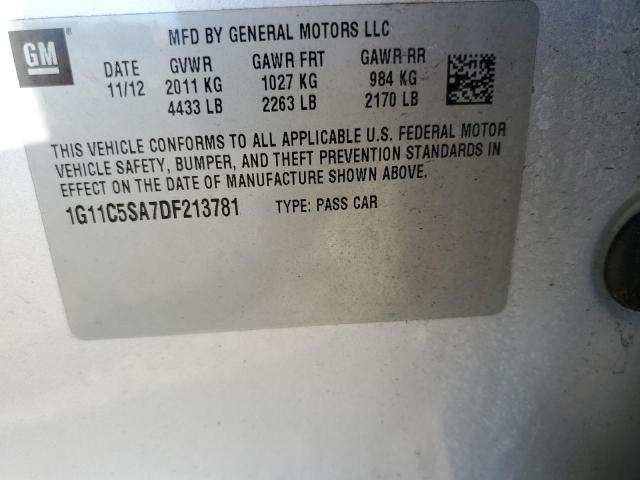 GM
MFD BY GENERAL MOTORS LLC
DATE GVWR GAWR FRT GAWR RR
11/12 2011 KG 1027 KG 984 KG
4433 LB 2263 LB 2170 LB
THIS VEHICLE CONFORMS TO ALL APPLICABLE U.S. FEDERAL MOTOR
VEHICLE SAFETY, BUMPER, AND THEFT PREVENTION STANDARDS IN
EFFECT ON THE DATE OF MANUFACTURE SHOWN ABOVE.
1G11C5SA7DF213781 TYPE: PASS CAR